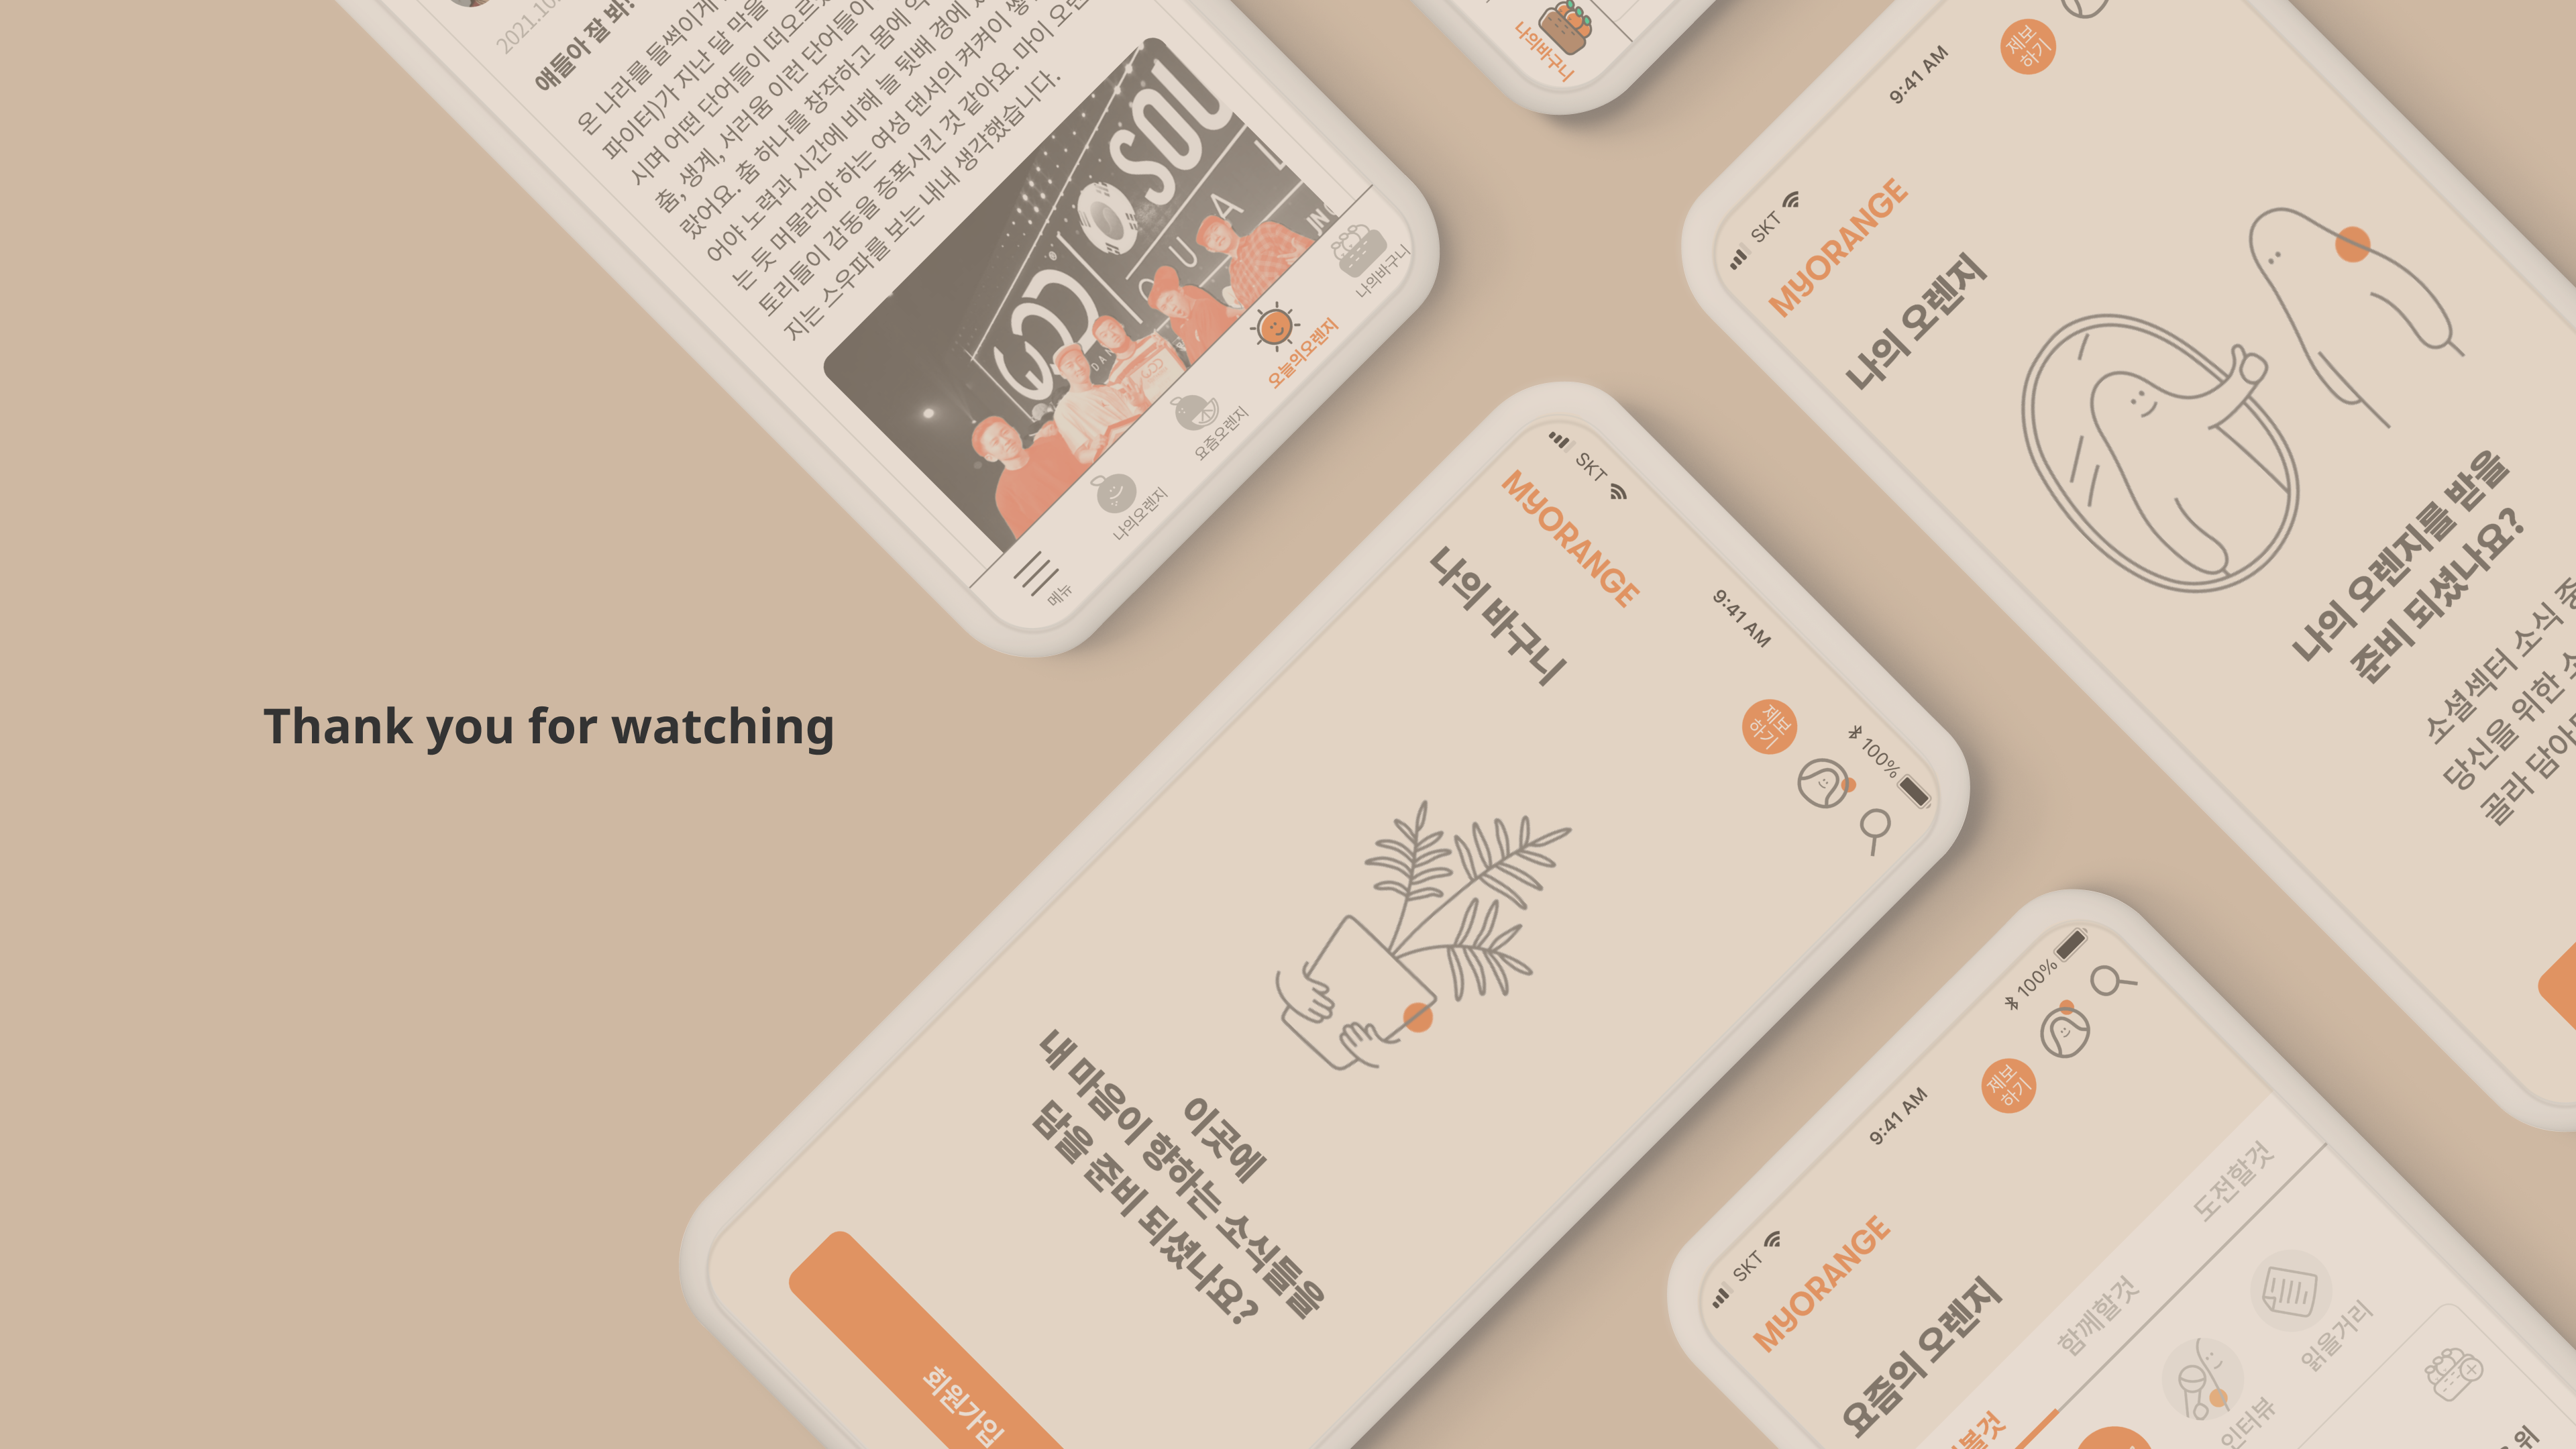 Thank you for watching
2021.10.
얘들아 잘 봐!
온 나라를 들썩이게
파이터)가 지난 달 막을
시며 어떤 단어들이 떠오르
춤, 생계, 서러움 이런 단어들이
랐어요. 춤 하나를 창작하고 몸에 익
어야 노력과 시간에 비해 늘 뒷배경에
는 듯 머물러야 하는 여성 댄서의 켜켜이 쌓
토리들이 감동을 증폭시킨 것 같아요. 마이 오렌
지는 스우파를 보는 내내 생각했습니다.
SOU
메뉴
나의오렌지
요즘오렌지
오늘의오렌지
나의바구니
나의바구니
SKT
9:41 AM
제보
하기
MYORANGE
나의 오렌지
나의 오렌지를 받을
준비 되셨나요?
소셜섹터 소식 중
당신을 위한
골라 담아
SKT
9:41 AM
100%
MYORANGE
제보
하기
나의 바구니
이곳에
내 마음이 향하는 소식들을
담을 준비 되셨나요?
회원가입
SKT
9:41 AM
100%
MYORANGE
제보
하기
요즘의 오렌지
볼것
함께할것
도전할것
인터뷰
읽을거리
위